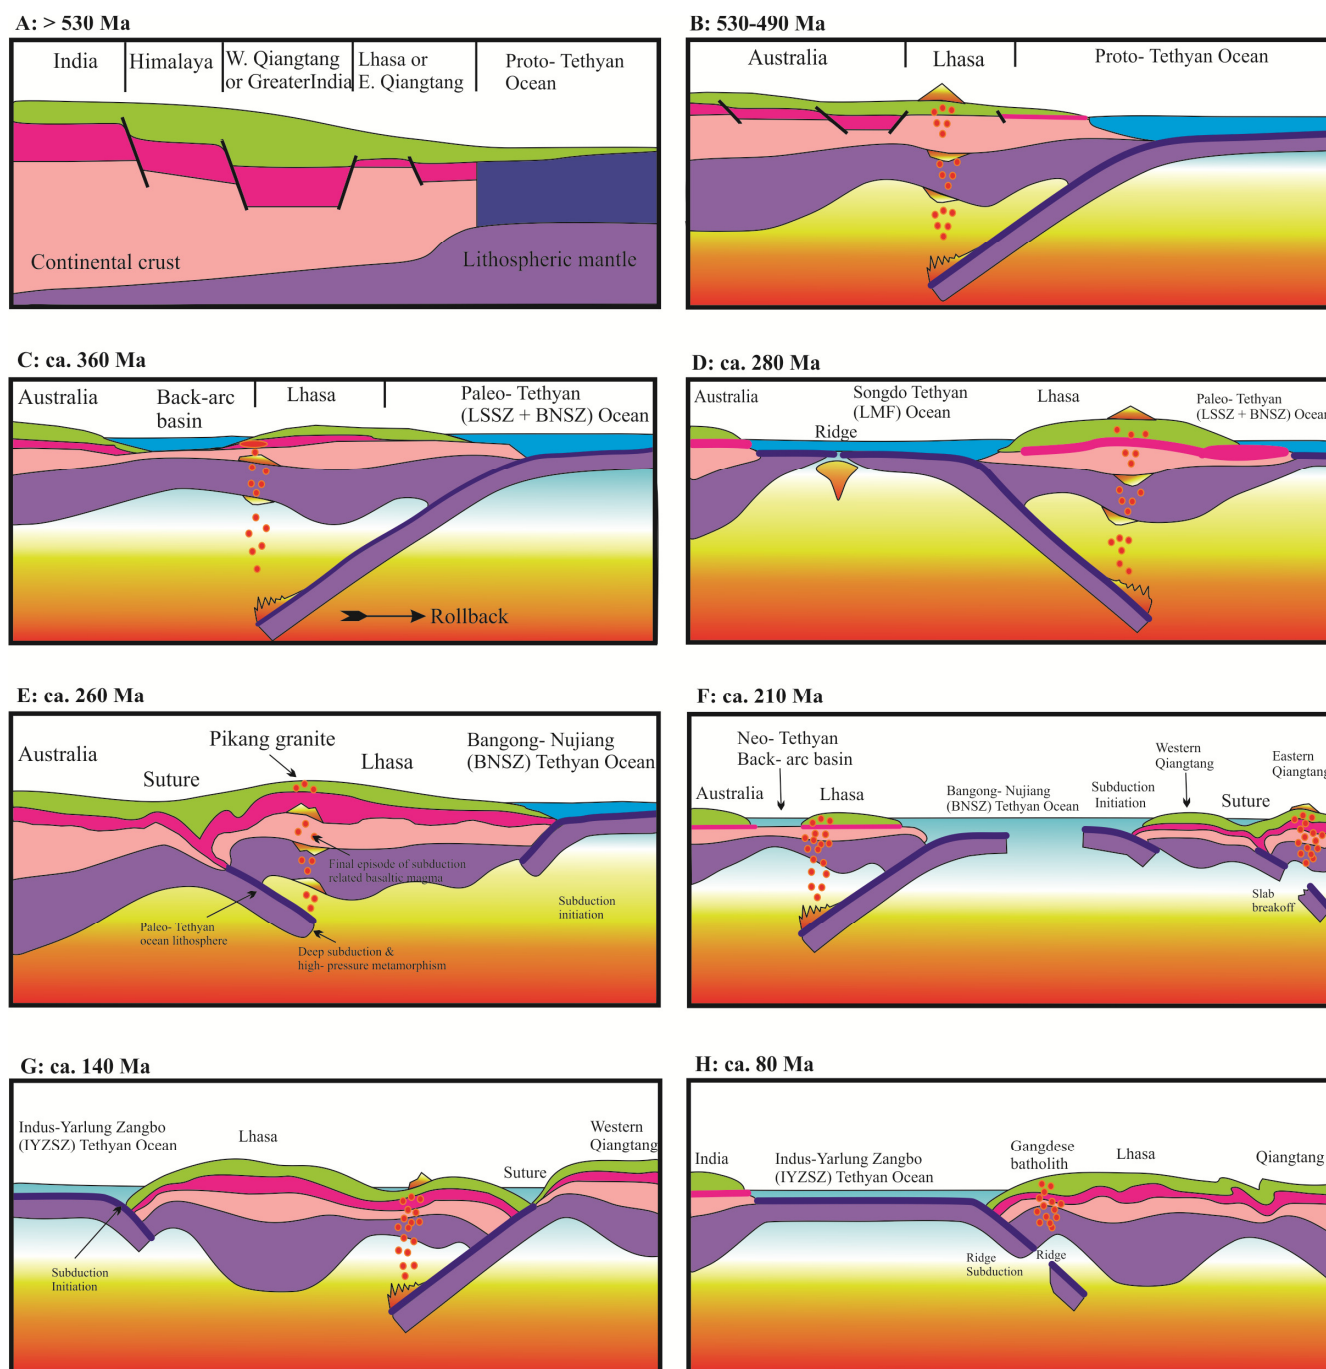 A: > 530 Ma
India
Himalaya
W. Qiangtang
or GreaterIndia
Lhasa or
E. Qiangtang
Proto- Tethyan
Ocean
Continental crust
Lithospheric mantle
B: 530-490 Ma
Australia
Lhasa
Proto- Tethyan Ocean
C: ca. 360 Ma
Australia
Back-arc
basin
Lhasa
Paleo- Tethyan
(LSSZ + BNSZ) Ocean
Rollback
D: ca. 280 Ma
Australia
Songdo Tethyan
(LMF) Ocean
Ridge
Lhasa
Paleo- Tethyan
(LSSZ + BNSZ) Ocean
E: ca. 260 Ma
Australia
Suture
Pikang granite
Lhasa
Bangong- Nujiang
(BNSZ) Tethyan Ocean
Final episode of subduction
related basaltic magma
Paleo- Tethyan
ocean lithosphere
Deep subduction &
high- pressure metamorphism
Subduction
initiation
F: ca. 210 Ma
Neo- Tethyan
Back- arc basin
Australia
Lhasa
Bangong- Nujiang
(BNSZ) Tethyan Ocean
Subduction
Initiation
Western
Qiangtang
Suture
Eastern
Qiangtang
Slab
breakoff
G: ca. 140 Ma
Indus-Yarlung Zangbo
(IYZSZ) Tethyan Ocean
Lhasa
Suture
Western
Qiangtang
Subduction
Initiation
H: ca. 80 Ma
India
Indus-Yarlung Zangbo
(IYZSZ) Tethyan Ocean
Gangdese
batholith
Lhasa
Qiangtang
Ridge
Subduction
Ridge